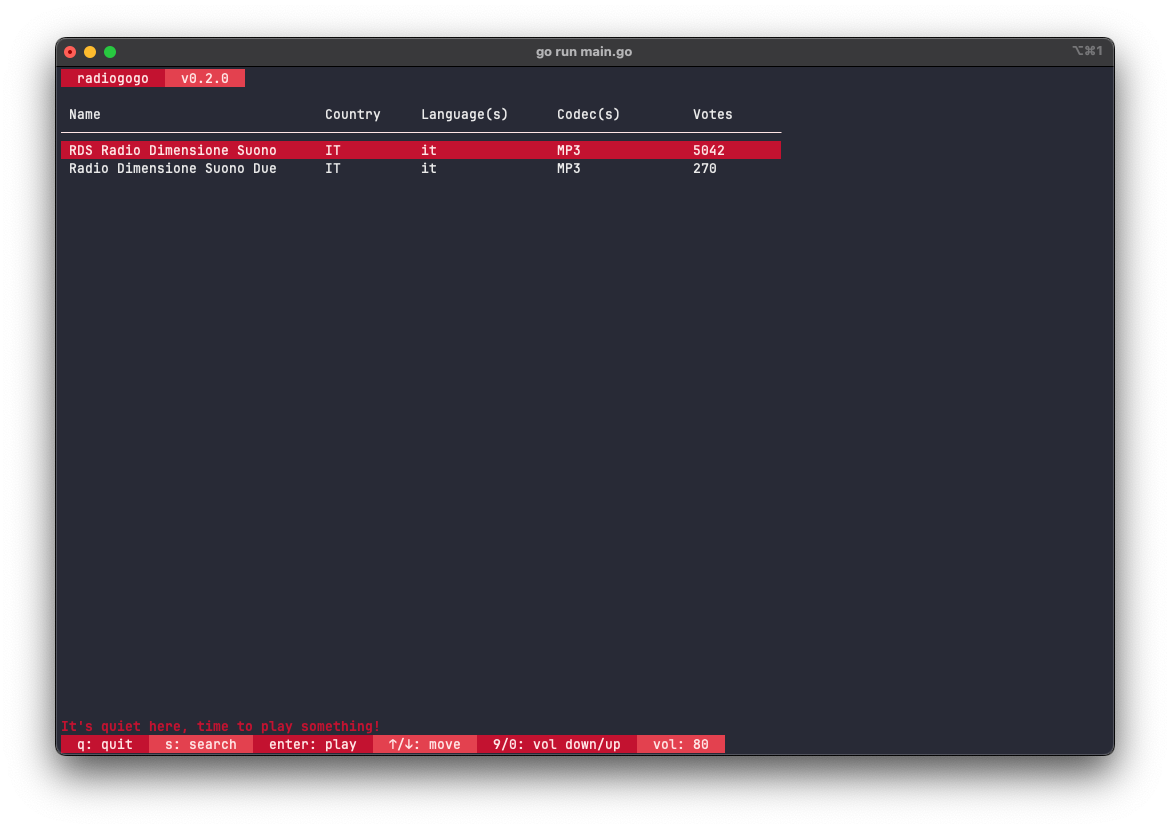 go run main.go ⌥⌘1
radiogogo v0.2.0
Name Country Language(s) Codec(s) Votes
RDS Radio Dimensione Suono IT it MP3 5042
Radio Dimensione Suono Due IT it MP3 270
It's quiet here, time to play something!
q: quit s: search enter: play ↑/↓: move 9/0: vol down/up vol: 80